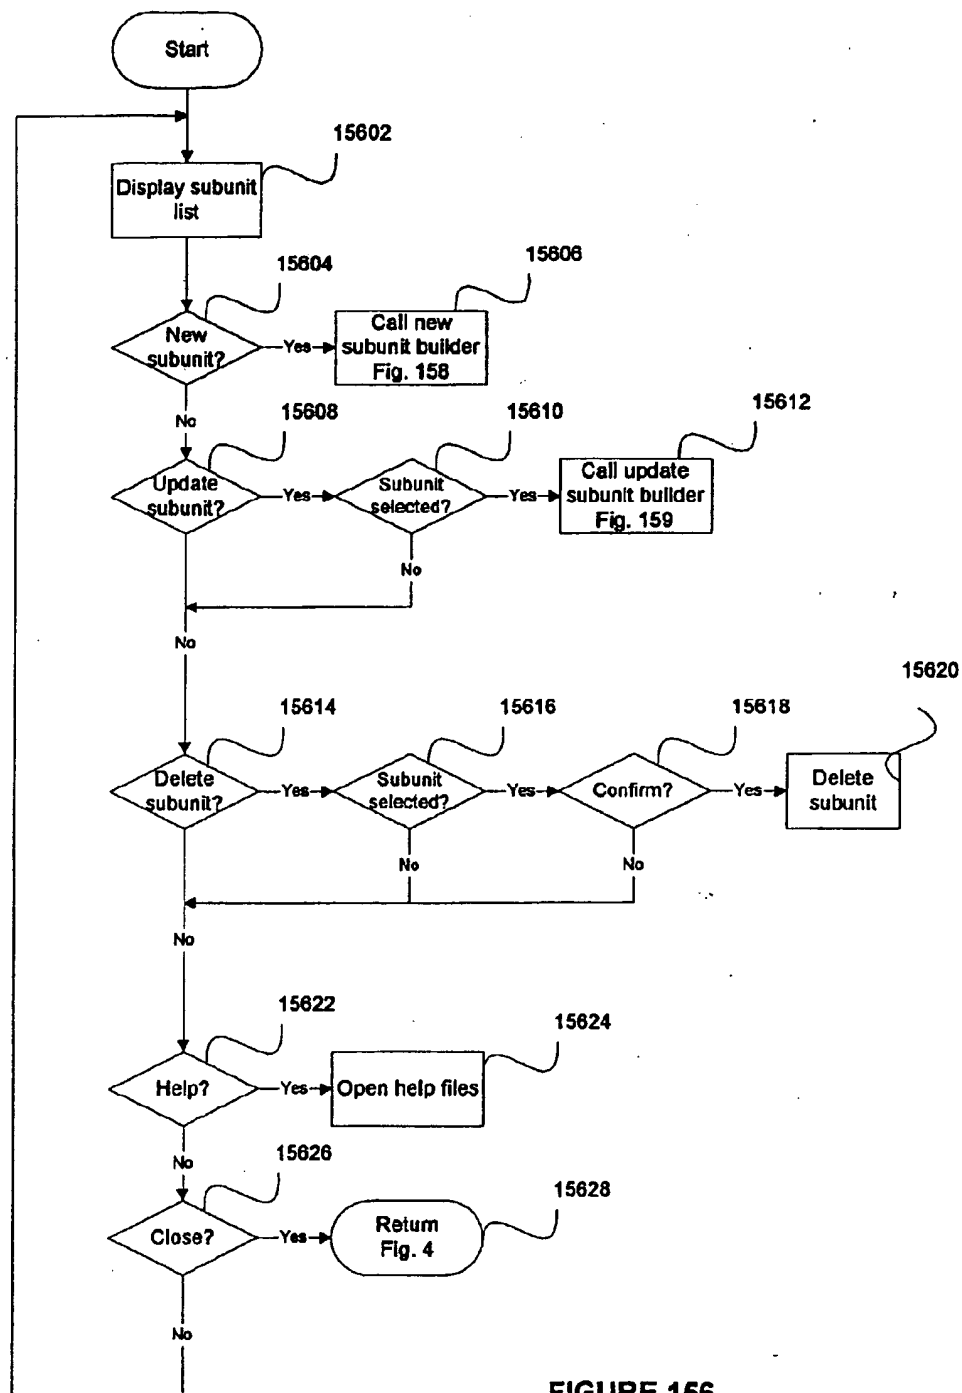 Start
15602
Display subunit
list
15604
15606
New
subunit?
Yes
Call new
subunit builder
Fig. 158
No
15608
15610
15612
Update
subunit?
Yes
Subunit
selected?
Yes
Call update
subunit builder
Fig. 159
No
No
15620
15614
15616
15618
Delete
subunit?
Yes
Subunit
selected?
Yes
Confirm?
Yes
Delete
subunit
No
No
No
15622
15624
Help?
Yes
Open help files
No
15626
15628
Close?
Yes
Return
Fig. 4
No
FIGURE 156